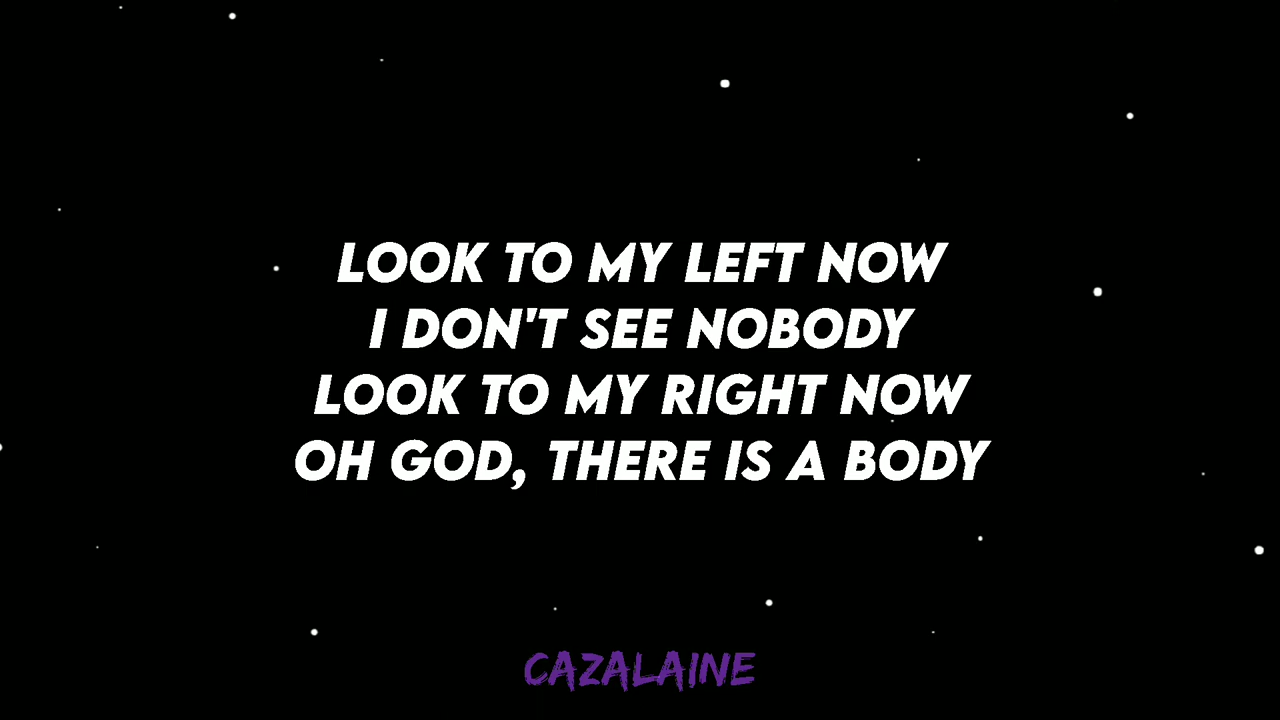 LOOK TO MY LEFT NOW
I DON'T SEE NOBODY
LOOK TO MY RIGHT NOW
OH GOD, THERE IS A BODY
CAZALAINE